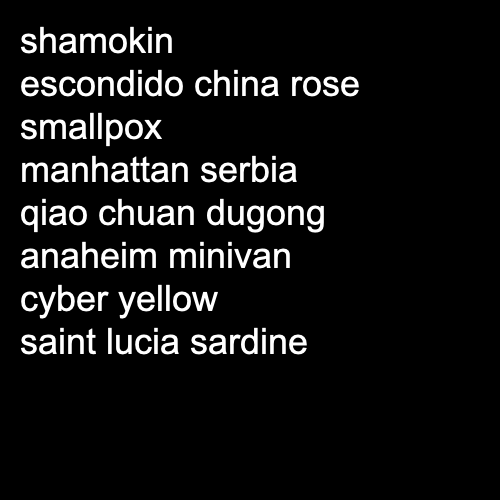 shamokin
escondido china rose
smallpox
manhattan serbia
qiao chuan dugong
anaheim minivan
cyber yellow
saint lucia sardine